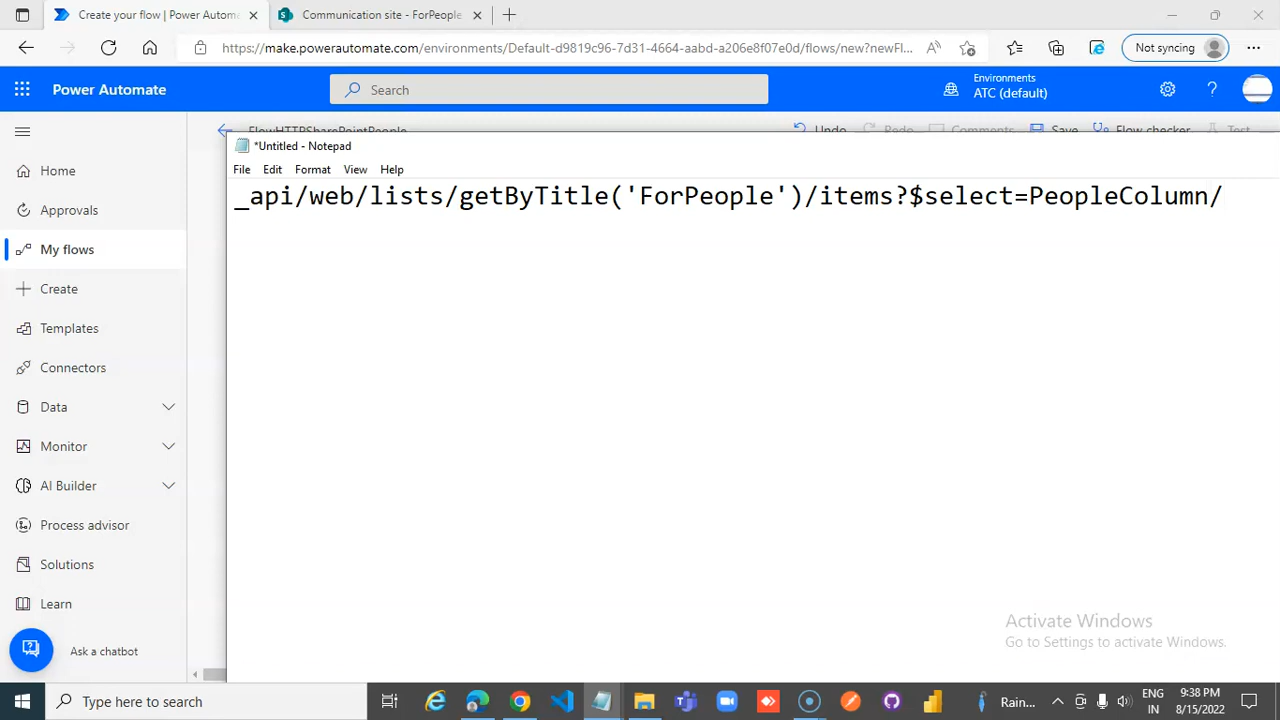 Create your flow | Power Automa
Communication site - ForPeople
https://make.powerautomate.com/environments/Default-d9819c96-7d31-4664-aabd-a206e8f07e0d/flows/new?newFl...
Not syncing
Power Automate
Search
Environments
ATC (default)
FlowHTTPSharePointPeople
Undo
Redo
Comments
Save
Flow checker
Test
*Untitled - Notepad
File Edit Format View Help
_api/web/lists/getByTitle('ForPeople')/items?$select=PeopleColumn/
Home
Approvals
My flows
Create
Templates
Connectors
Data
Monitor
AI Builder
Process advisor
Solutions
Learn
Ask a chatbot
Activate Windows
Go to Settings to activate Windows.
Type here to search
Rain...
ENG
IN
9:38 PM
8/15/2022